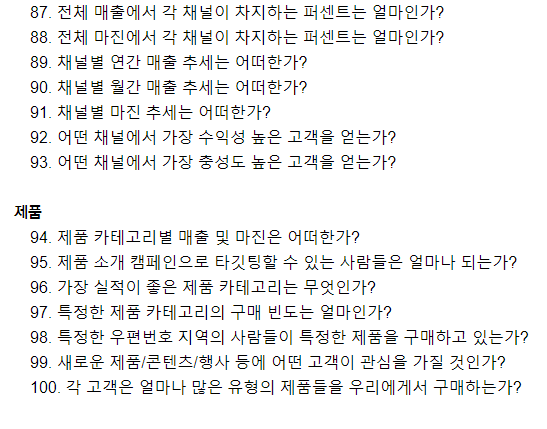 87. 전체 매출에서 각 채널이 차지하는 퍼센트는 얼마인가?
88. 전체 마진에서 각 채널이 차지하는 퍼센트는 얼마인가?
89. 채널별 연간 매출 추세는 어떠한가?
90. 채널별 월간 매출 추세는 어떠한가?
91. 채널별 마진 추세는 어떠한가?
92. 어떤 채널에서 가장 수익성 높은 고객을 얻는가?
93. 어떤 채널에서 가장 충성도 높은 고객을 얻는가?
제품
94. 제품 카테고리별 매출 및 마진은 어떠한가?
95. 제품 소개 캠페인으로 타깃팅할 수 있는 사람들은 얼마나 되는가?
96. 가장 실적이 좋은 제품 카테고리는 무엇인가?
97. 특정한 제품 카테고리의 구매 빈도는 얼마인가?
98. 특정한 우편번호 지역의 사람들이 특정한 제품을 구매하고 있는가?
99. 새로운 제품/콘텐츠/행사 등에 어떤 고객이 관심을 가질 것인가?
100. 각 고객은 얼마나 많은 유형의 제품들을 우리에게서 구매하는가?